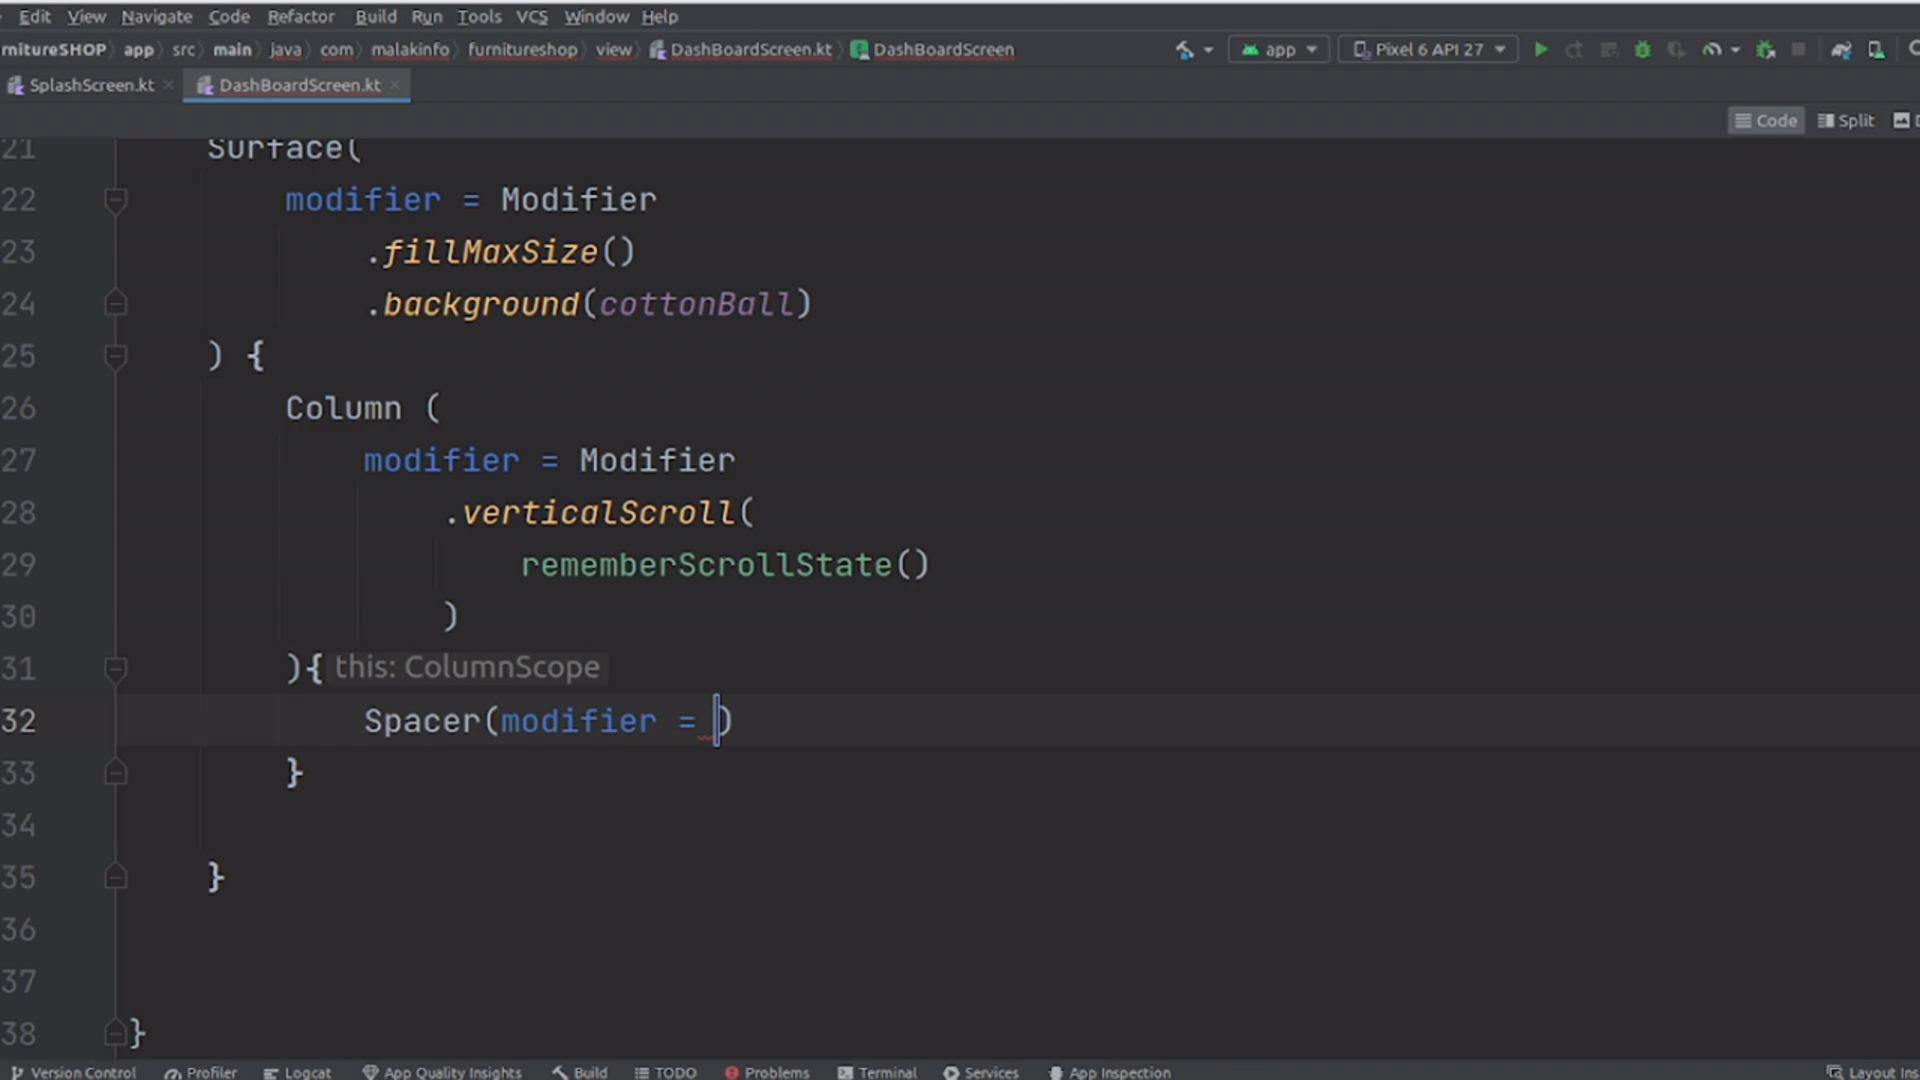 Edit View Navigate Code Refactor Build Run Tools VCS Window Help
rnitureSHOP app src main java com malakinfo furnitureshop view DashBoardScreen.kt DashBoardScreen app Pixel 6 API 27
SplashScreen.kt DashBoardScreen.kt
Code Split
21 Surface(
22 modifier = Modifier
23 .fillMaxSize()
24 .background(cottonBall)
25 ) {
26 Column (
27 modifier = Modifier
28 .verticalScroll(
29 rememberScrollState()
30 )
31 ){ this: ColumnScope
32 Spacer(modifier = )
33 }
34
35 }
36
37
38 }
Version Control Profiler Logcat App Quality Insights Build TODO Problems Terminal Services App Inspection Layout Ins